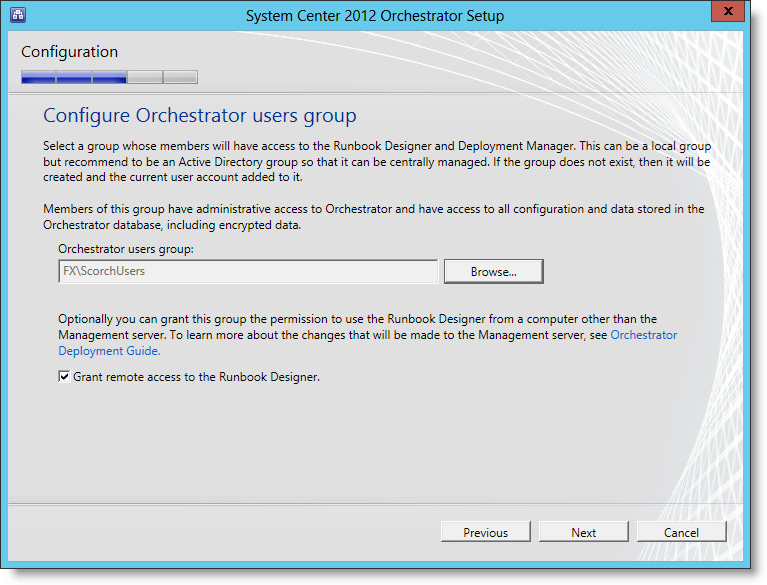 System Center 2012 Orchestrator Setup
x
Configuration
Configure Orchestrator users group
Select a group whose members will have access to the Runbook Designer and Deployment Manager. This can be a local group
but recommend to be an Active Directory group so that it can be centrally managed. If the group does not exist, then it will be
created and the current user account added to it.
Members of this group have administrative access to Orchestrator and have access to all configuration and data stored in the
Orchestrator database, including encrypted data.
Orchestrator users group:
FX\ScorchUsers
Browse...
Optionally you can grant this group the permission to use the Runbook Designer from a computer other than the
Management server. To learn more about the changes that will be made to the Management server, see Orchestrator
Deployment Guide.
Grant remote access to the Runbook Designer.
Previous
Next
Cancel